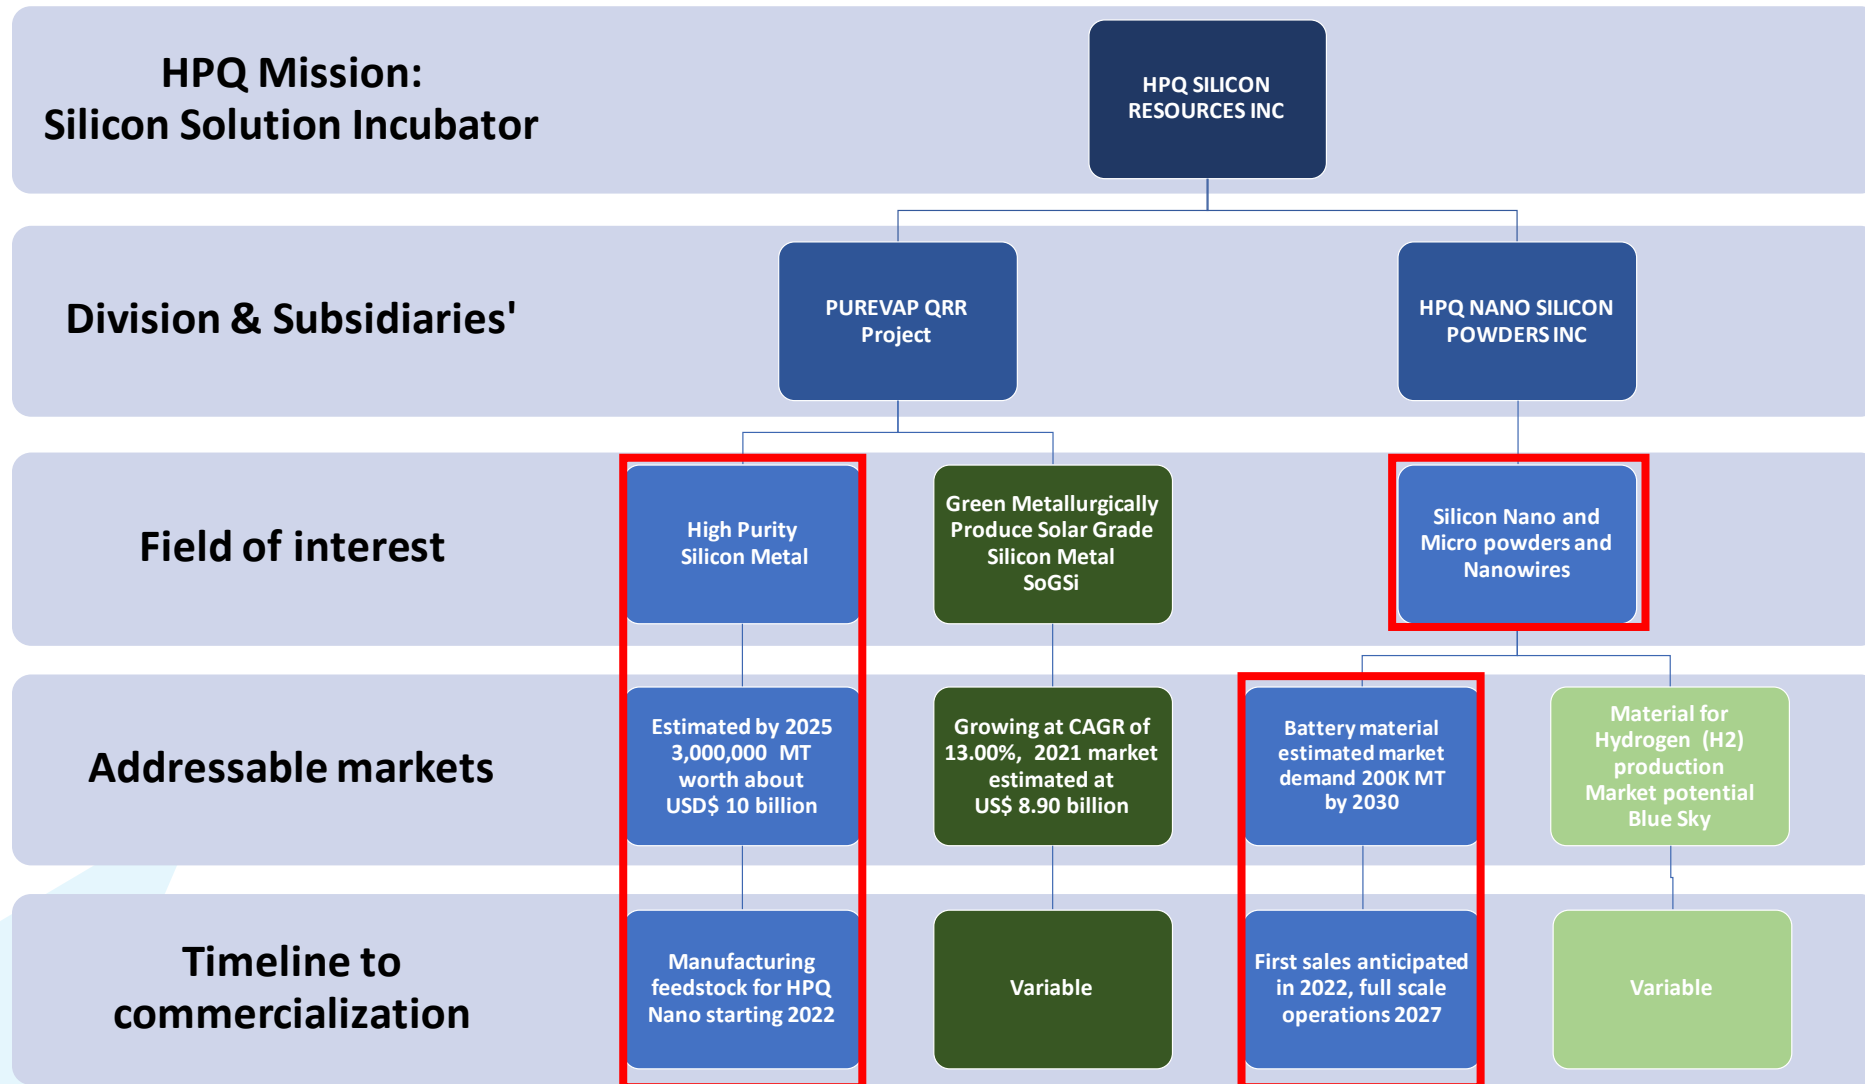 HPQ Mission:
Silicon Solution Incubator
HPQ SILICON
RESOURCES INC
Division & Subsidiaries'
PUREVAP QRR
Project
HPQ NANO SILICON
POWDERS INC
Field of interest
High Purity
Silicon Metal
Green Metallurgically
Produce Solar Grade
Silicon Metal
SoGSi
Silicon Nano and
Micro powders and
Nanowires
Addressable markets
Estimated by 2025
3,000,000 MT
worth about
USD$ 10 billion
Growing at CAGR of
13.00%, 2021 market
estimated at
US$ 8.90 billion
Battery material
estimated market
demand 200K MT
by 2030
Material for
Hydrogen (H2)
production
Market potential
Blue Sky
Timeline to
commercialization
Manufacturing
feedstock for HPQ
Nano starting 2022
Variable
First sales anticipated
in 2022, full scale
operations 2027
Variable